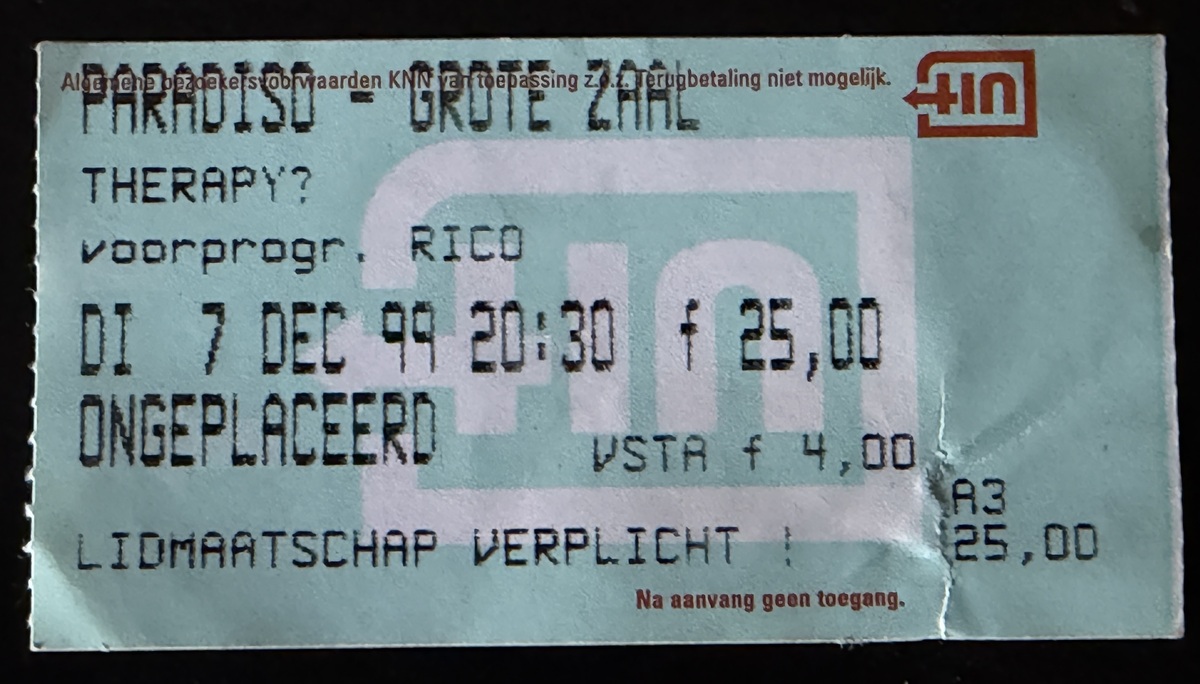 Algemene bezoekersvoorwaarden KNN van toepassing z.o.z. Terugbetaling niet mogelijk.
UIT
PARADISO - GROTE ZAAL
THERAPY?
voorprogr. RICO
DI 7 DEC 99 20:30 f 25,00
ONGEPLACEERD
VSTA f 4,00
A3
LIDMAATSCHAP VERPLICHT !
25,00
Na aanvang geen toegang.